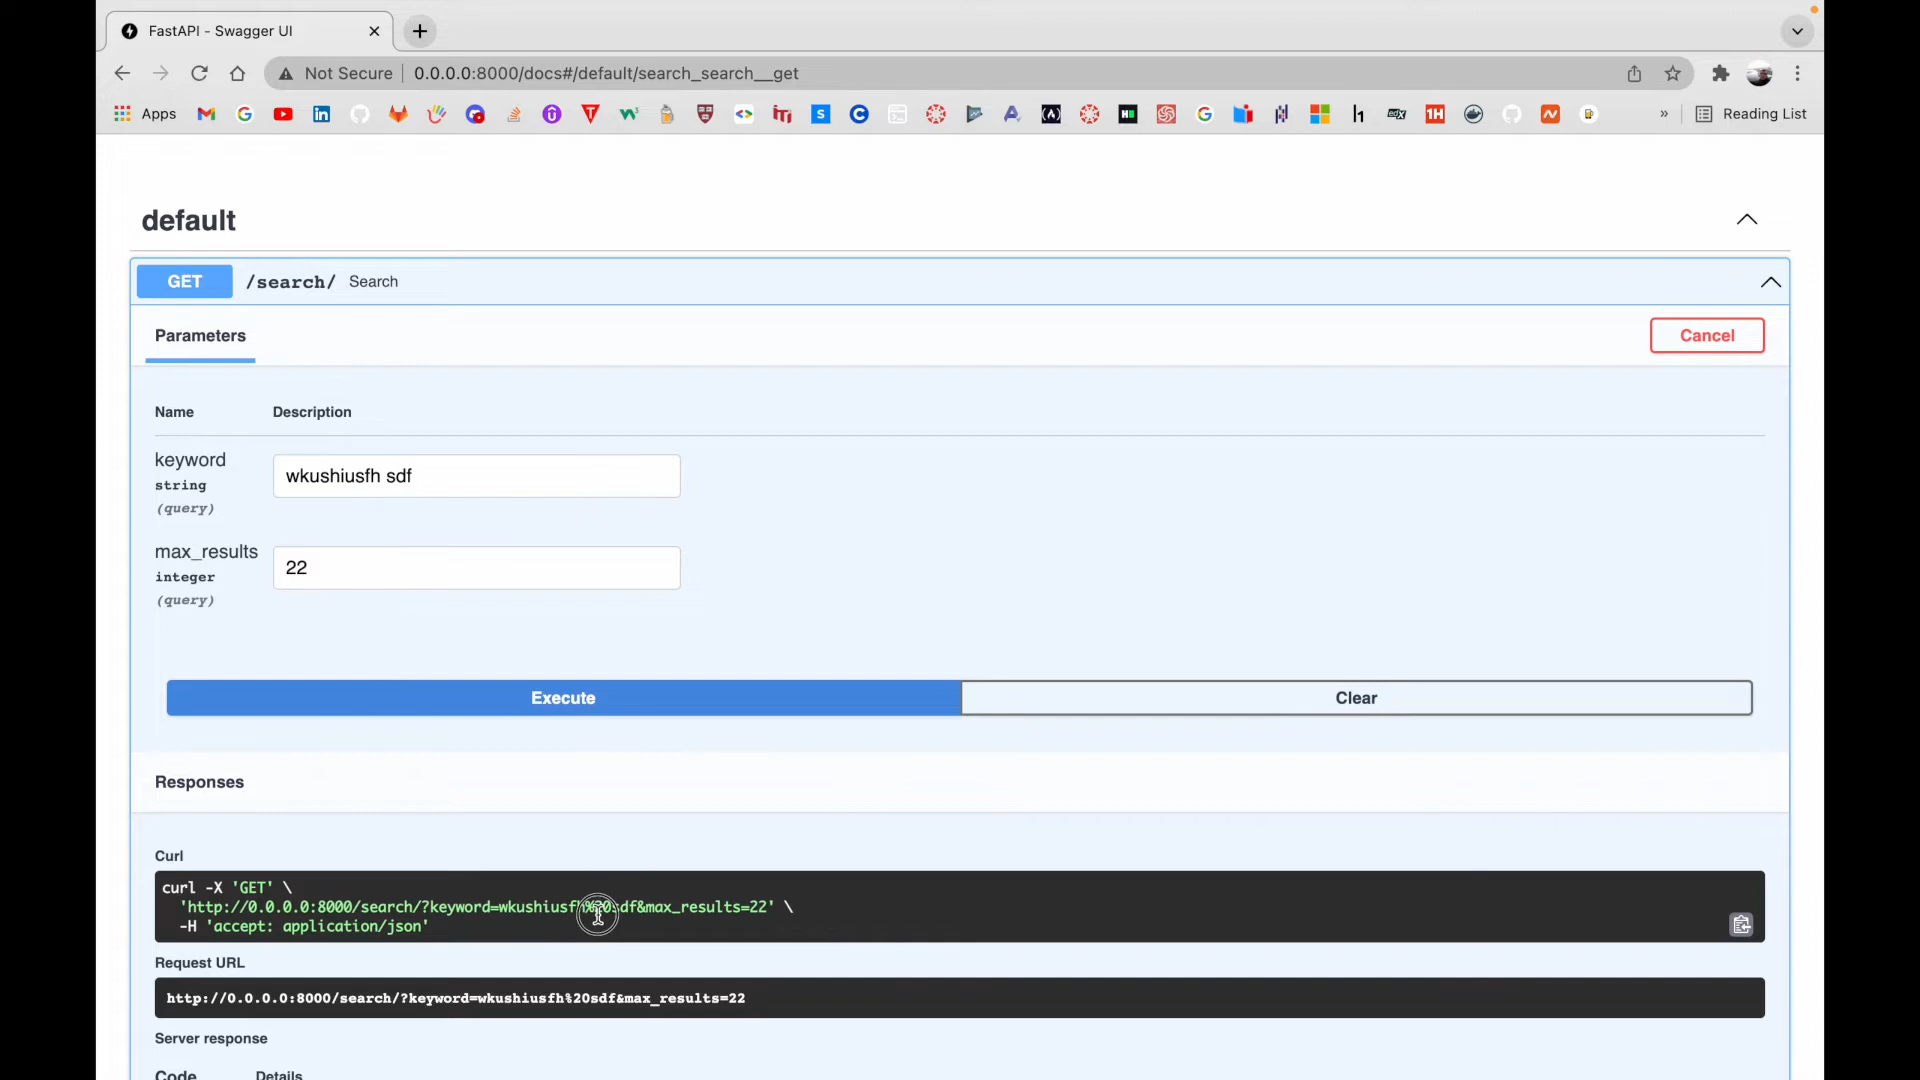 FastAPI - Swagger UI
Not Secure 0.0.0.0:8000/docs#/default/search_search__get
Apps Reading List
default
GET /search/ Search
Parameters Cancel
Name Description
keyword
string
(query)
wkushiusfh sdf
max_results
integer
(query)
22
Execute Clear
Responses
Curl
curl -X 'GET' \
'http://0.0.0.0:8000/search/?keyword=wkushiusfh%20sdf&max_results=22' \
-H 'accept: application/json'
Request URL
http://0.0.0.0:8000/search/?keyword=wkushiusfh%20sdf&max_results=22
Server response
Code Details